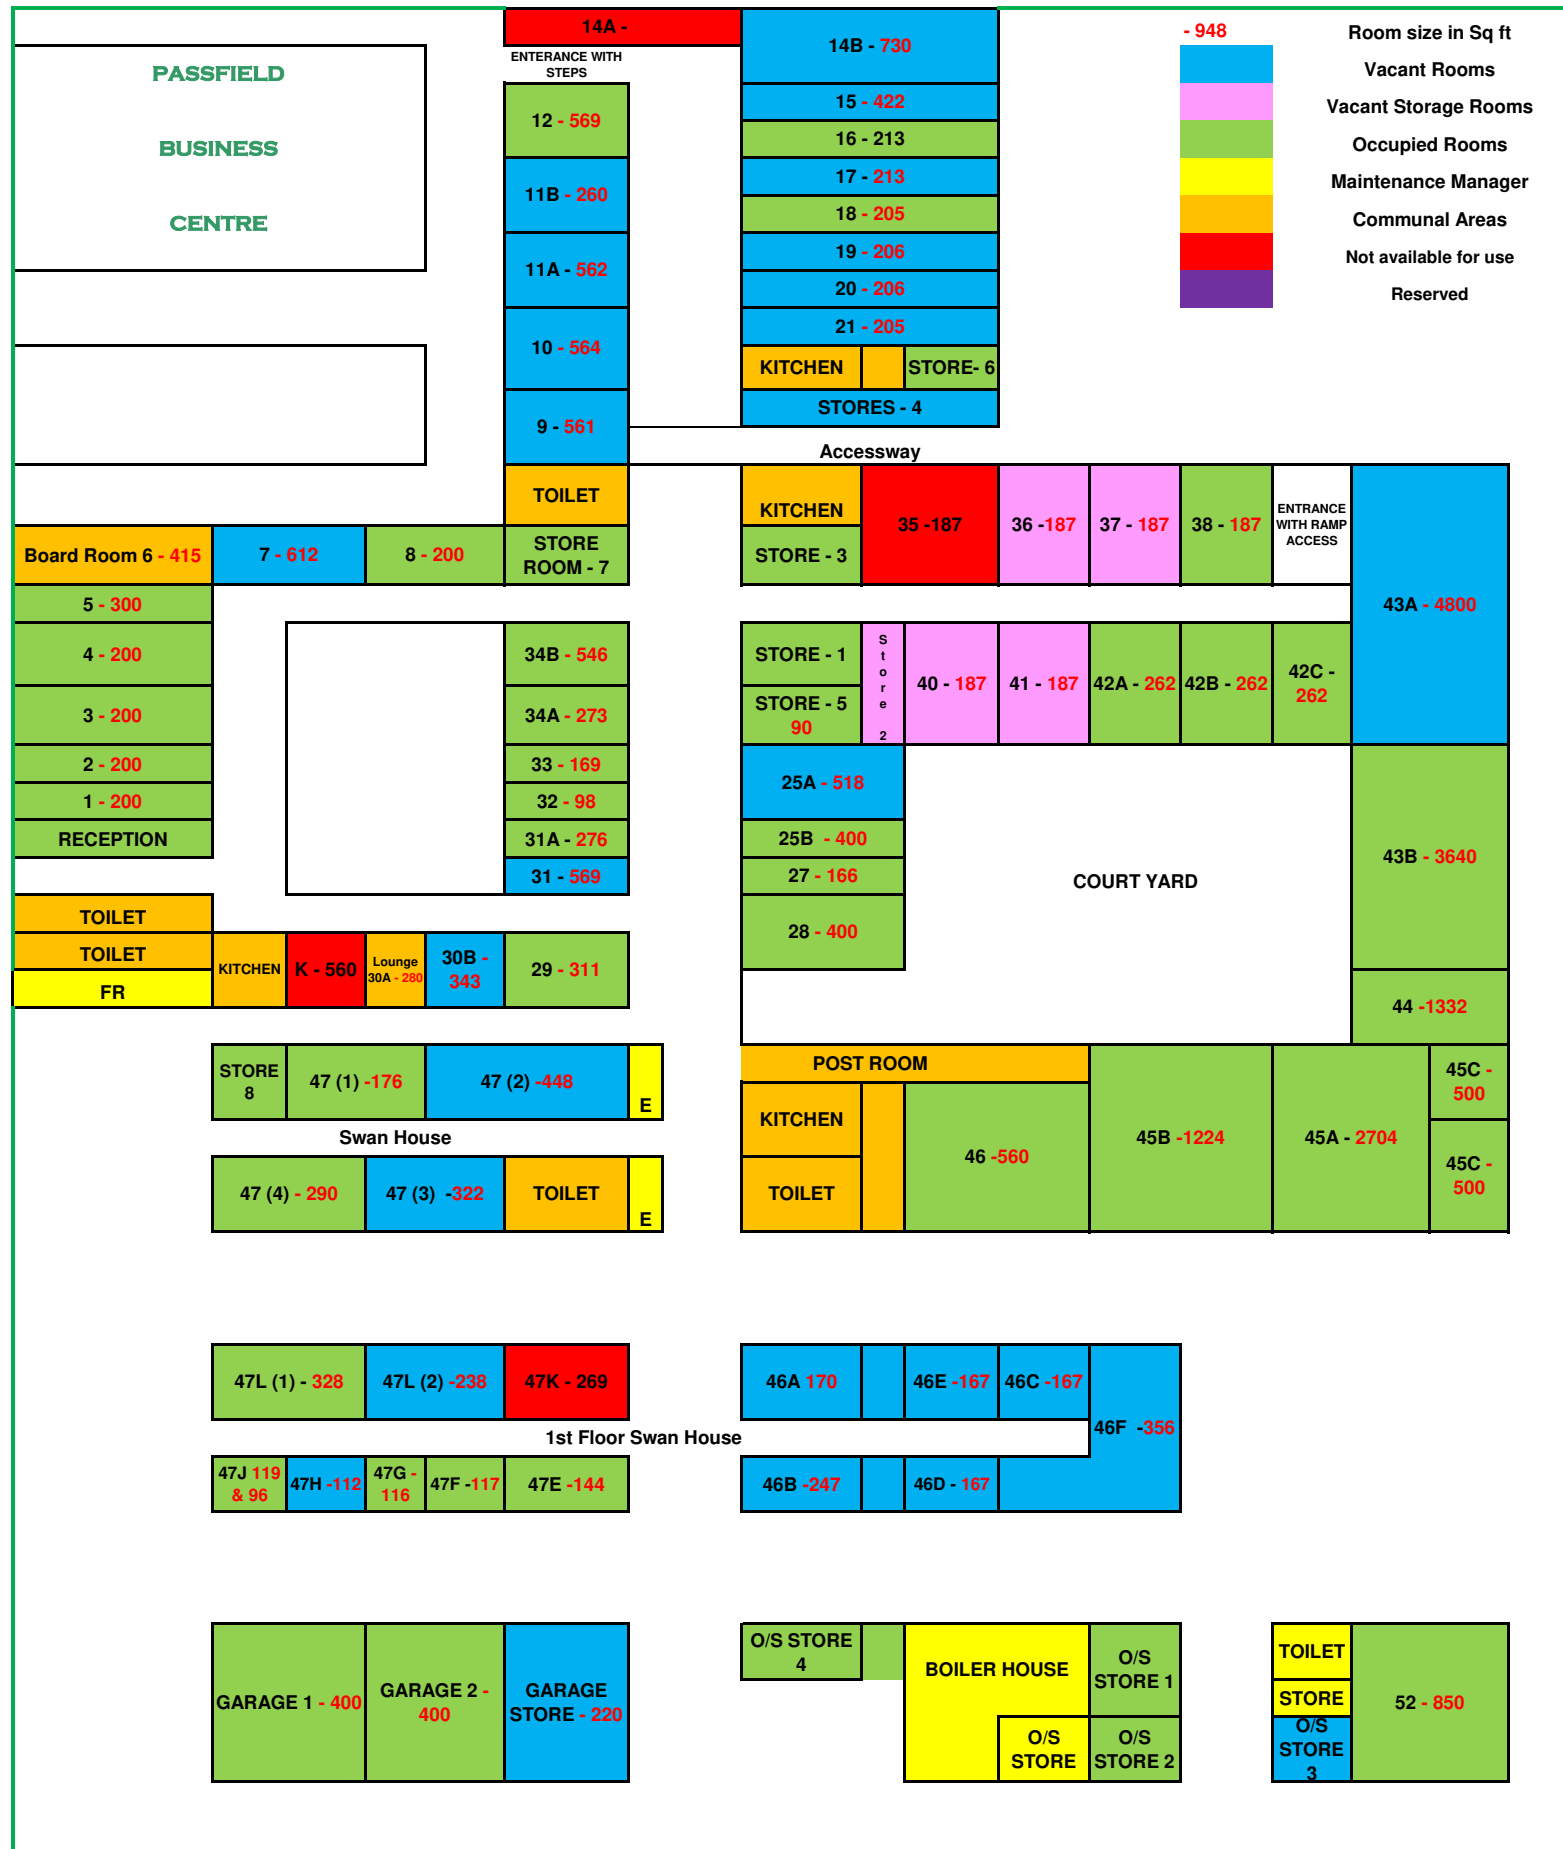 PASSFIELD
BUSINESS
CENTRE
14A -
ENTERANCE WITH
STEPS
12 - 569
11B - 260
11A - 562
10 - 564
9 - 561
TOILET
STORE
ROOM - 7
14B - 730
15 - 422
16 - 213
17 - 213
18 - 205
19 - 206
20 - 206
21 - 205
KITCHEN
STORE- 6
STORES - 4
Accessway
- 948
Room size in Sq ft
Vacant Rooms
Vacant Storage Rooms
Occupied Rooms
Maintenance Manager
Communal Areas
Not available for use
Reserved
KITCHEN
STORE - 3
35 -187
36 -187
37 - 187
38 - 187
ENTRANCE
WITH RAMP
ACCESS
43A - 4800
Board Room 6 - 415
7 - 612
8 - 200
5 - 300
4 - 200
3 - 200
2 - 200
1 - 200
RECEPTION
34B - 546
34A - 273
33 - 169
32 - 98
31A - 276
31 - 569
STORE - 1
STORE - 5
90
Store 2
40 - 187
41 - 187
42A - 262
42B - 262
42C -
262
25A - 518
25B - 400
27 - 166
28 - 400
COURT YARD
43B - 3640
44 -1332
TOILET
TOILET
FR
KITCHEN
K - 560
Lounge
30A - 280
30B -
343
29 - 311
STORE
8
47 (1) -176
47 (2) -448
E
Swan House
47 (4) - 290
47 (3) -322
TOILET
E
POST ROOM
KITCHEN
TOILET
46 -560
45B -1224
45A - 2704
45C -
500
45C -
500
47L (1) - 328
47L (2) -238
47K - 269
46A 170
46E -167
46C -167
46F -356
1st Floor Swan House
47J 119
& 96
47H -112
47G -
116
47F -117
47E -144
46B -247
46D - 167
GARAGE 1 - 400
GARAGE 2 -
400
GARAGE
STORE - 220
O/S STORE
4
BOILER HOUSE
O/S
STORE 1
O/S
STORE
O/S
STORE 2
TOILET
STORE
O/S
STORE
3
52 - 850